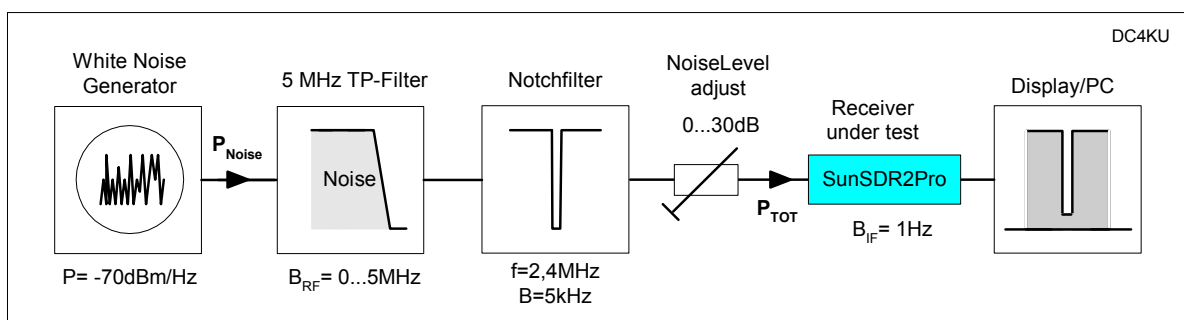 DC4KU
White Noise
Generator
5 MHz TP-Filter
Notchfilter
NoiseLevel
adjust
0...30dB
Receiver
under test
Display/PC
P_Noise
Noise
SunSDR2Pro
P_TOT
P= -70dBm/Hz
B_RF= 0...5MHz
f=2,4MHz
B=5kHz
B_IF= 1Hz